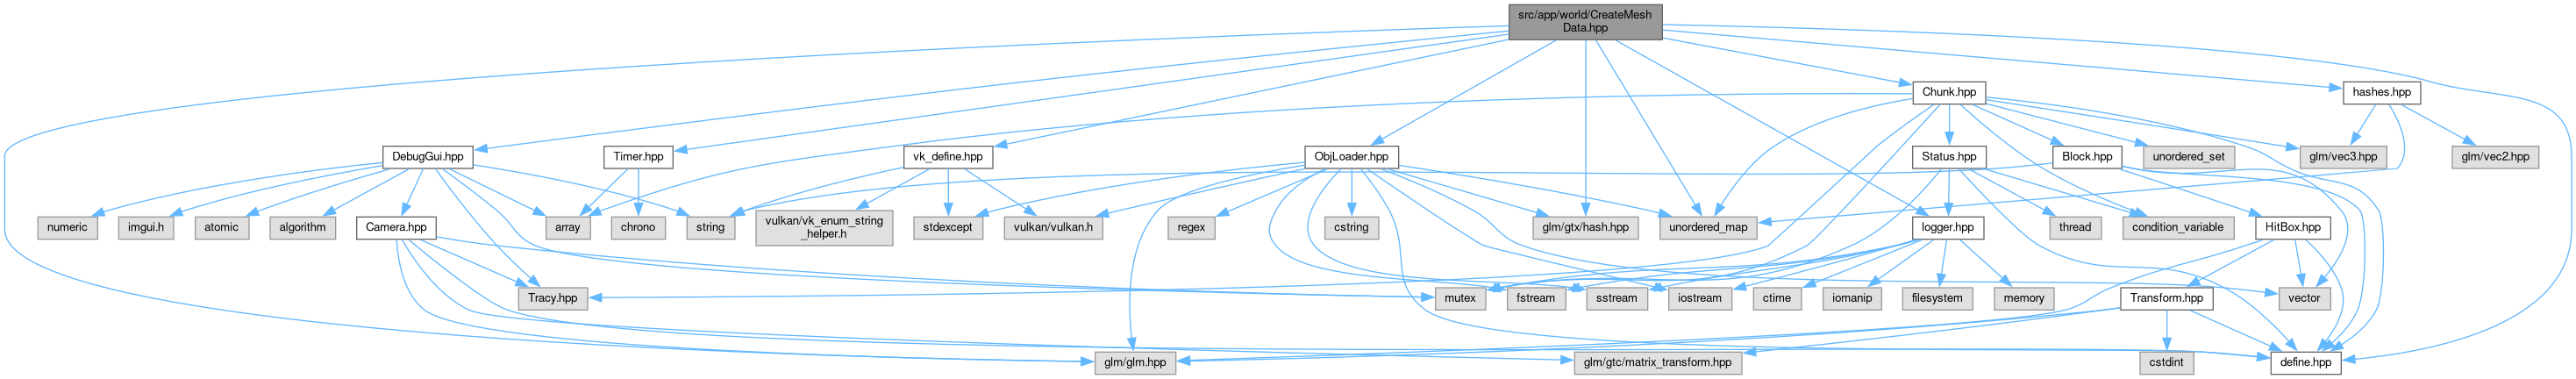 src/app/world/CreateMesh
Data.hpp
Chunk.hpp
hashes.hpp
DebugGui.hpp
Timer.hpp
vk_define.hpp
ObjLoader.hpp
Status.hpp
Block.hpp
unordered_set
glm/vec3.hpp
glm/vec2.hpp
numeric
imgui.h
atomic
algorithm
Camera.hpp
array
chrono
string
vulkan/vk_enum_string
_helper.h
stdexcept
vulkan/vulkan.h
regex
cstring
glm/gtx/hash.hpp
unordered_map
logger.hpp
thread
condition_variable
HitBox.hpp
Tracy.hpp
mutex
fstream
sstream
iostream
ctime
iomanip
filesystem
memory
Transform.hpp
vector
glm/glm.hpp
glm/gtc/matrix_transform.hpp
cstdint
define.hpp